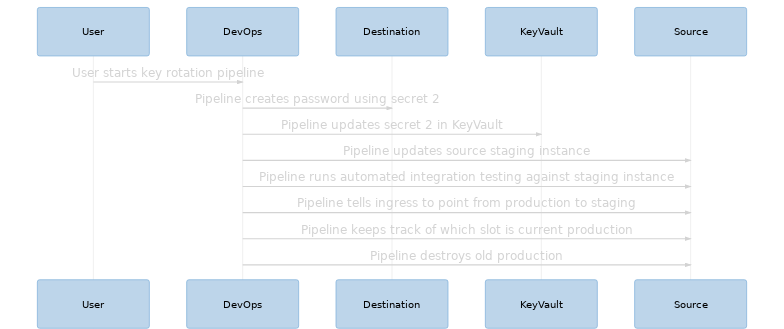 User DevOps Destination KeyVault Source
User starts key rotation pipeline
Pipeline creates password using secret 2
Pipeline updates secret 2 in KeyVault
Pipeline updates source staging instance
Pipeline runs automated integration testing against staging instance
Pipeline tells ingress to point from production to staging
Pipeline keeps track of which slot is current production
Pipeline destroys old production
User DevOps Destination KeyVault Source